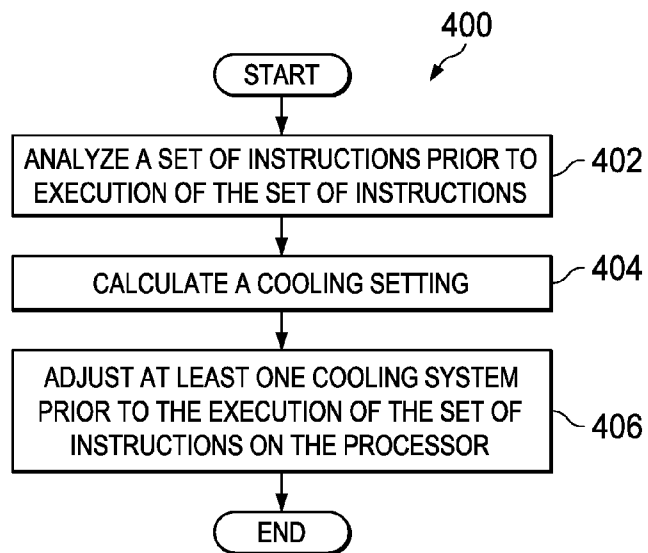 400
START
ANALYZE A SET OF INSTRUCTIONS PRIOR TO
EXECUTION OF THE SET OF INSTRUCTIONS
402
CALCULATE A COOLING SETTING
404
ADJUST AT LEAST ONE COOLING SYSTEM
PRIOR TO THE EXECUTION OF THE SET OF
INSTRUCTIONS ON THE PROCESSOR
406
END